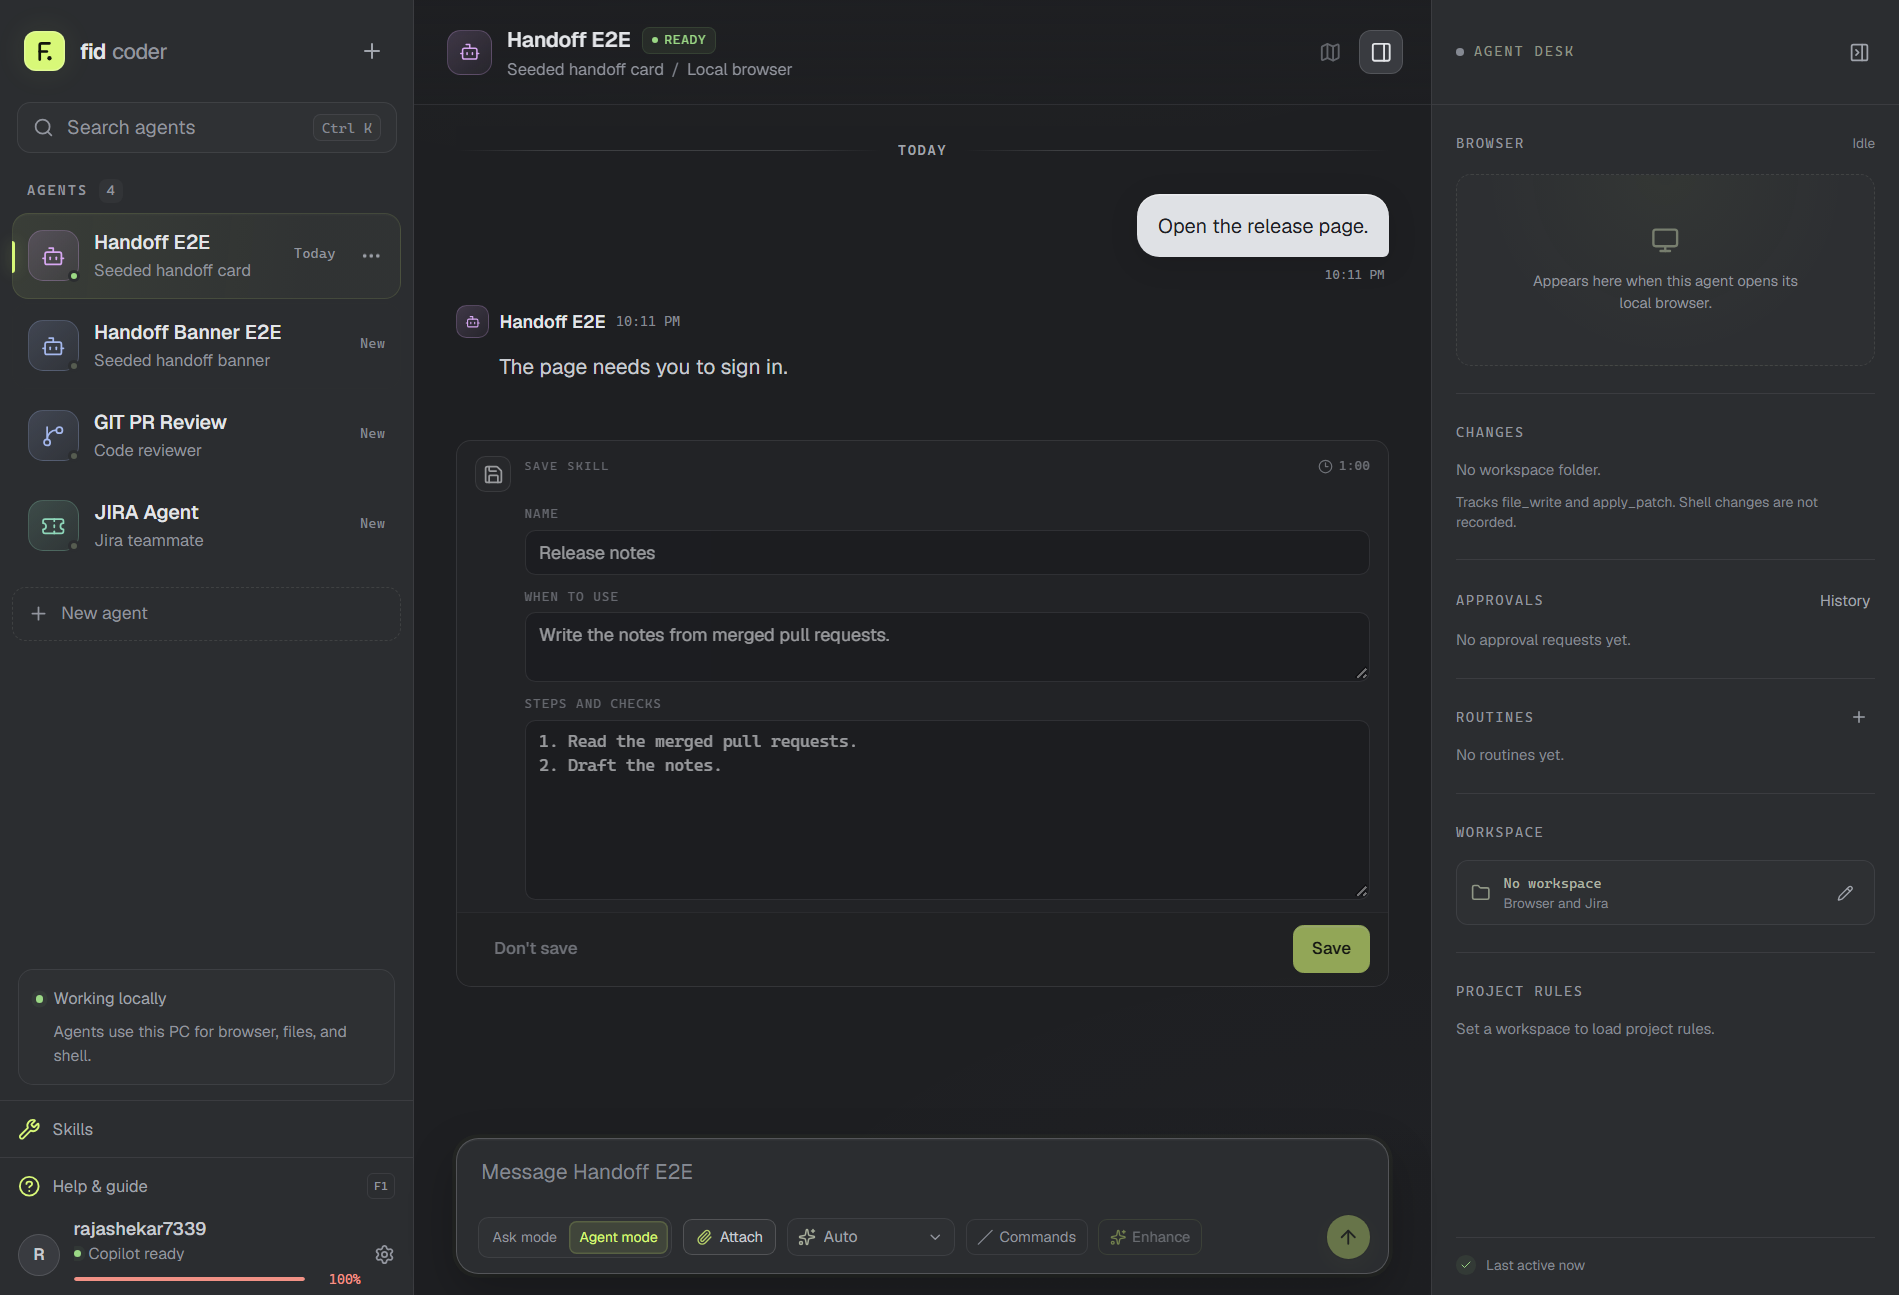 F.
fid coder
Search agents
Ctrl K
AGENTS 4
Handoff E2E
Seeded handoff card
Today
Handoff Banner E2E
Seeded handoff banner
New
GIT PR Review
Code reviewer
New
JIRA Agent
Jira teammate
New
New agent
Working locally
Agents use this PC for browser, files, and
shell.
Skills
Help & guide
F1
R
rajashekar7339
Copilot ready
100%
Handoff E2E
READY
Seeded handoff card / Local browser
TODAY
Open the release page.
10:11 PM
Handoff E2E 10:11 PM
The page needs you to sign in.
SAVE SKILL
1:00
NAME
Release notes
WHEN TO USE
Write the notes from merged pull requests.
STEPS AND CHECKS
1. Read the merged pull requests.
2. Draft the notes.
Don't save
Save
Message Handoff E2E
Ask mode
Agent mode
Attach
Auto
Commands
Enhance
AGENT DESK
BROWSER
Idle
Appears here when this agent opens its
local browser.
CHANGES
No workspace folder.
Tracks file_write and apply_patch. Shell changes are not
recorded.
APPROVALS
History
No approval requests yet.
ROUTINES
No routines yet.
WORKSPACE
No workspace
Browser and Jira
PROJECT RULES
Set a workspace to load project rules.
Last active now